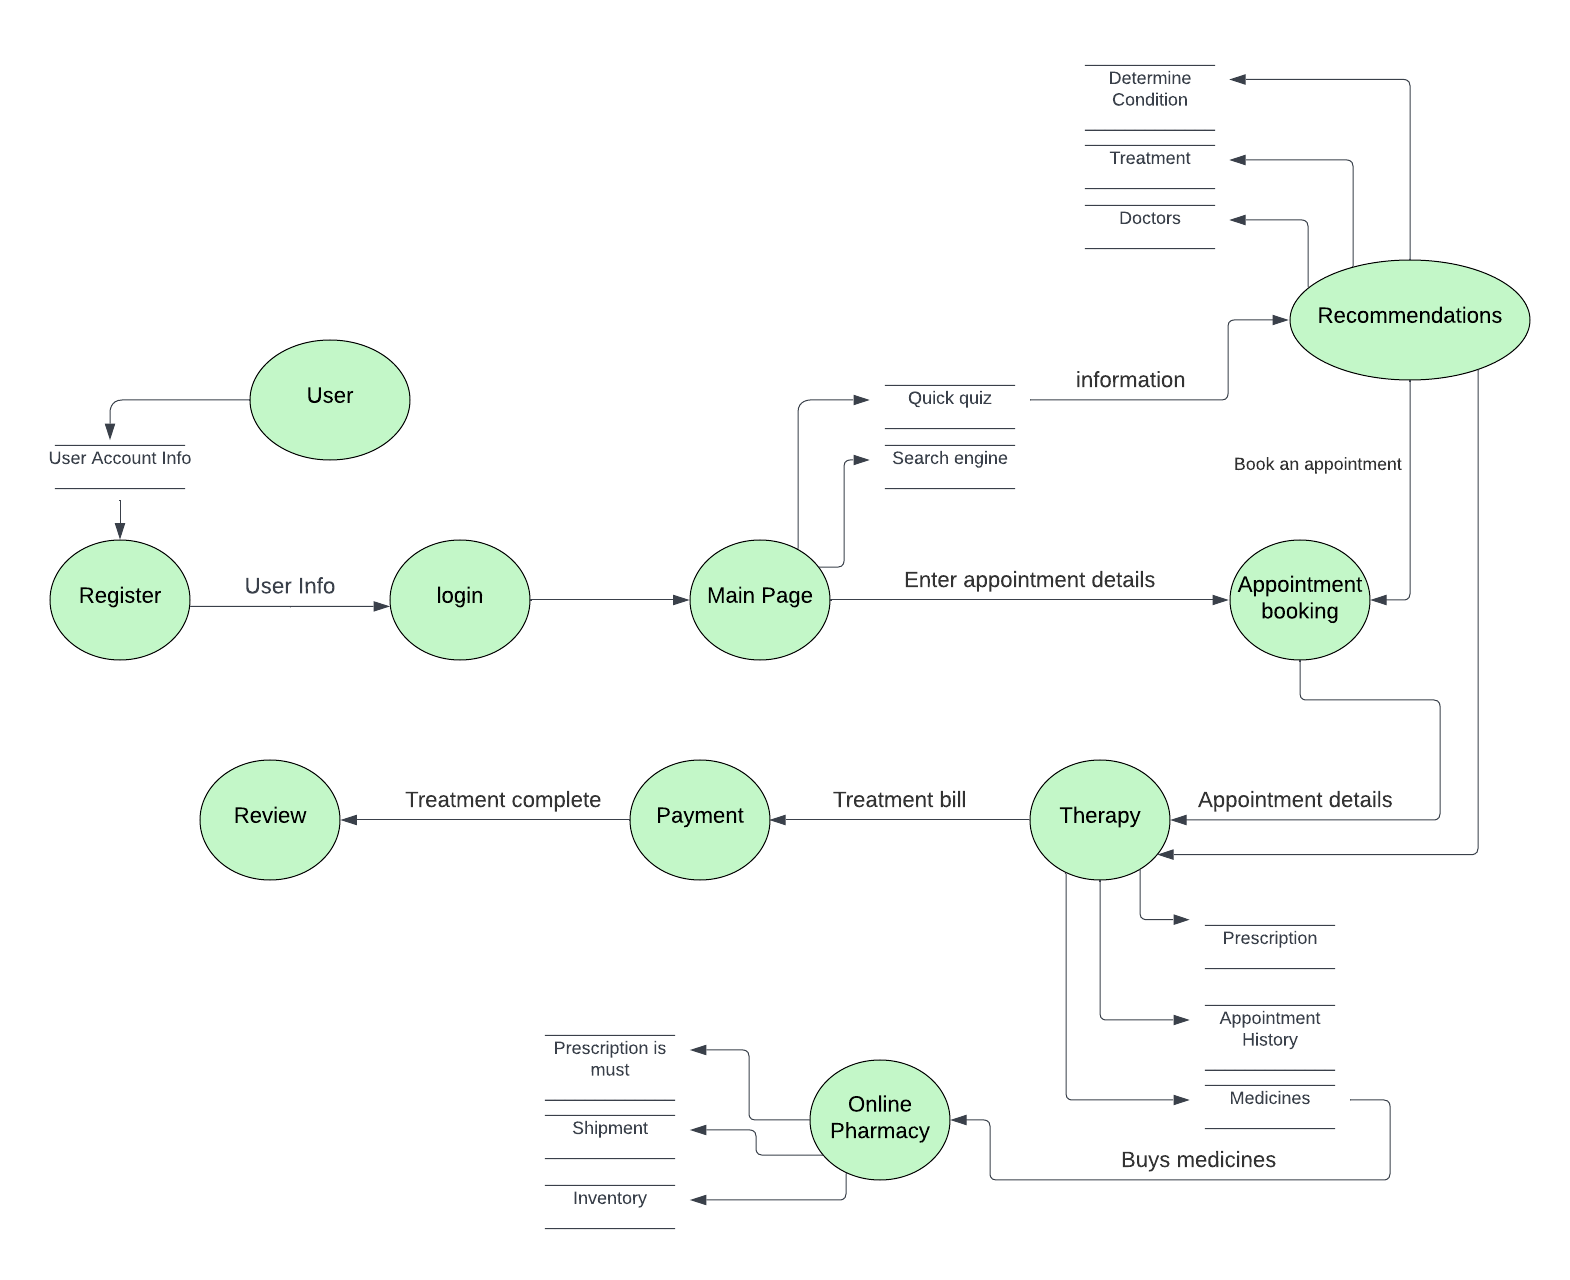 Determine
Condition
Treatment
Doctors
Recommendations
information
User
Quick quiz
User Account Info
Search engine
Book an appointment
Register
User Info
login
Main Page
Enter appointment details
Appointment
booking
Review
Treatment complete
Payment
Treatment bill
Therapy
Appointment details
Prescription
Appointment
History
Prescription is
must
Medicines
Online
Pharmacy
Shipment
Buys medicines
Inventory